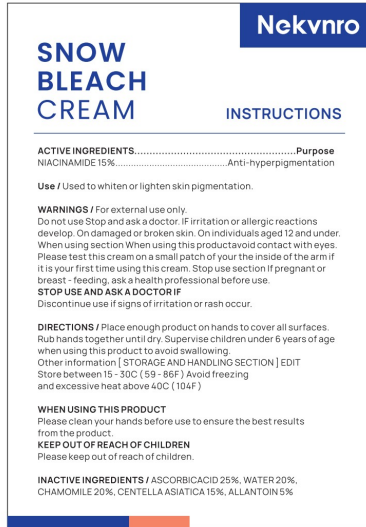 Nekvnro
SNOW
BLEACH
CREAM
INSTRUCTIONS
ACTIVE INGREDIENTS..................................................Purpose
NIACINAMIDE 15%...........................................Anti-hyperpigmentation
Use / Used to whiten or lighten skin pigmentation.
WARNINGS / For external use only.
Do not use Stop and ask a doctor. IF irritation or allergic reactions
develop. On damaged or broken skin. On individuals aged 12 and under.
When using section When using this productavoid contact with eyes.
Please test this cream on a small patch of your the inside of the arm if
it is your first time using this cream. Stop use section If pregnant or
breast - feeding, ask a health professional before use.
STOP USE AND ASK A DOCTOR IF
Discontinue use if signs of irritation or rash occur.
DIRECTIONS / Place enough product on hands to cover all surfaces.
Rub hands together until dry. Supervise children under 6 years of age
when using this product to avoid swallowing.
Other information [ STORAGE AND HANDLING SECTION ] EDIT
Store between 15 - 30C ( 59 - 86F ) Avoid freezing
and excessive heat above 40C ( 104F )
WHEN USING THIS PRODUCT
Please clean your hands before use to ensure the best results
from the product.
KEEP OUT OF REACH OF CHILDREN
Please keep out of reach of children.
INACTIVE INGREDIENTS / ASCORBICACID 25%, WATER 20%,
CHAMOMILE 20%, CENTELLA ASIATICA 15%, ALLANTOIN 5%